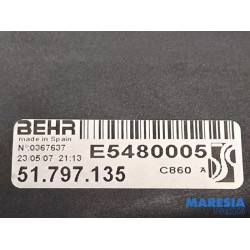 BEHR
made in Spain
N°:0367637
23/05/07 21:13
E5480005
51.797.135
C860 A
MARESIA